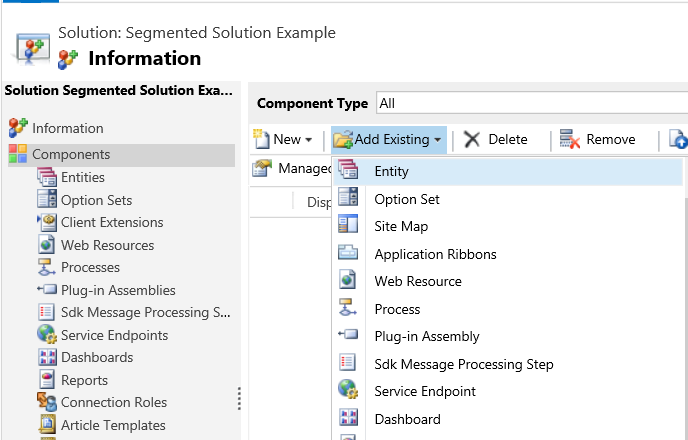 Solution: Segmented Solution Example
Information
Solution Segmented Solution Exa...
Information
Components
Entities
Option Sets
Client Extensions
Web Resources
Processes
Plug-in Assemblies
Sdk Message Processing S...
Service Endpoints
Dashboards
Reports
Connection Roles
Article Templates
Component Type All
New Add Existing Delete Remove
Managed
Disp
Entity
Option Set
Site Map
Application Ribbons
Web Resource
Process
Plug-in Assembly
Sdk Message Processing Step
Service Endpoint
Dashboard